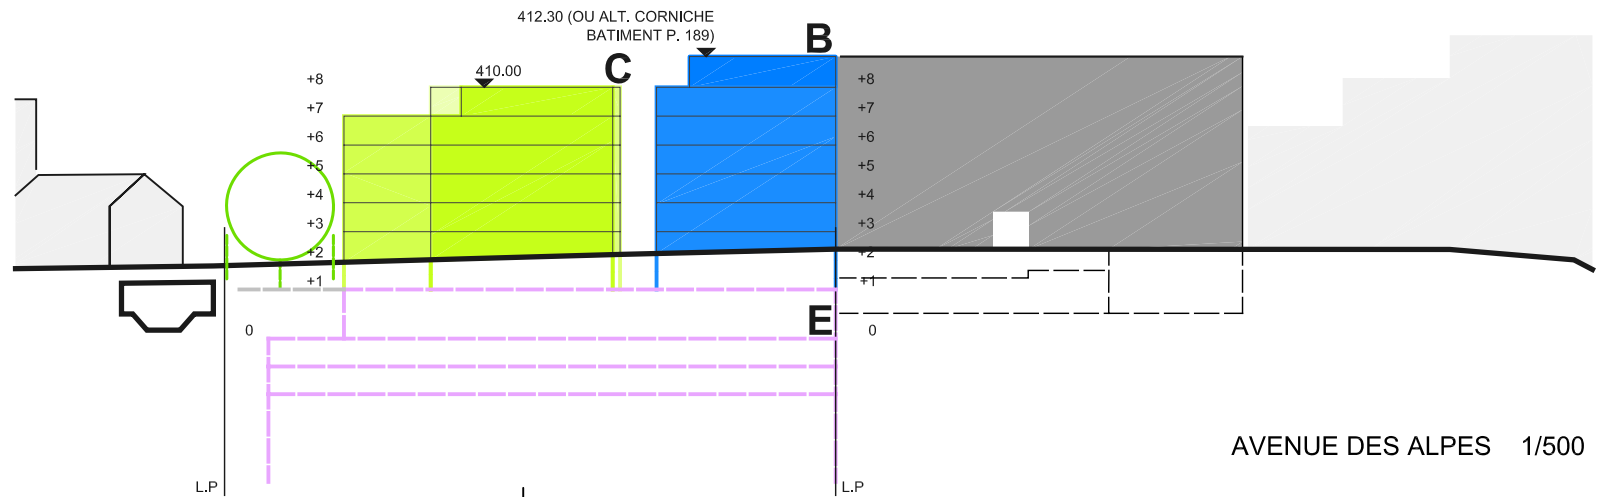 412.30 (OU ALT. CORNICHE
BATIMENT P. 189)
B
C
410.00
+8
+7
+6
+5
+4
+3
+2
+1
0
+8
+7
+6
+5
+4
+3
+2
+1
0
E
AVENUE DES ALPES 1/500
L.P
L.P